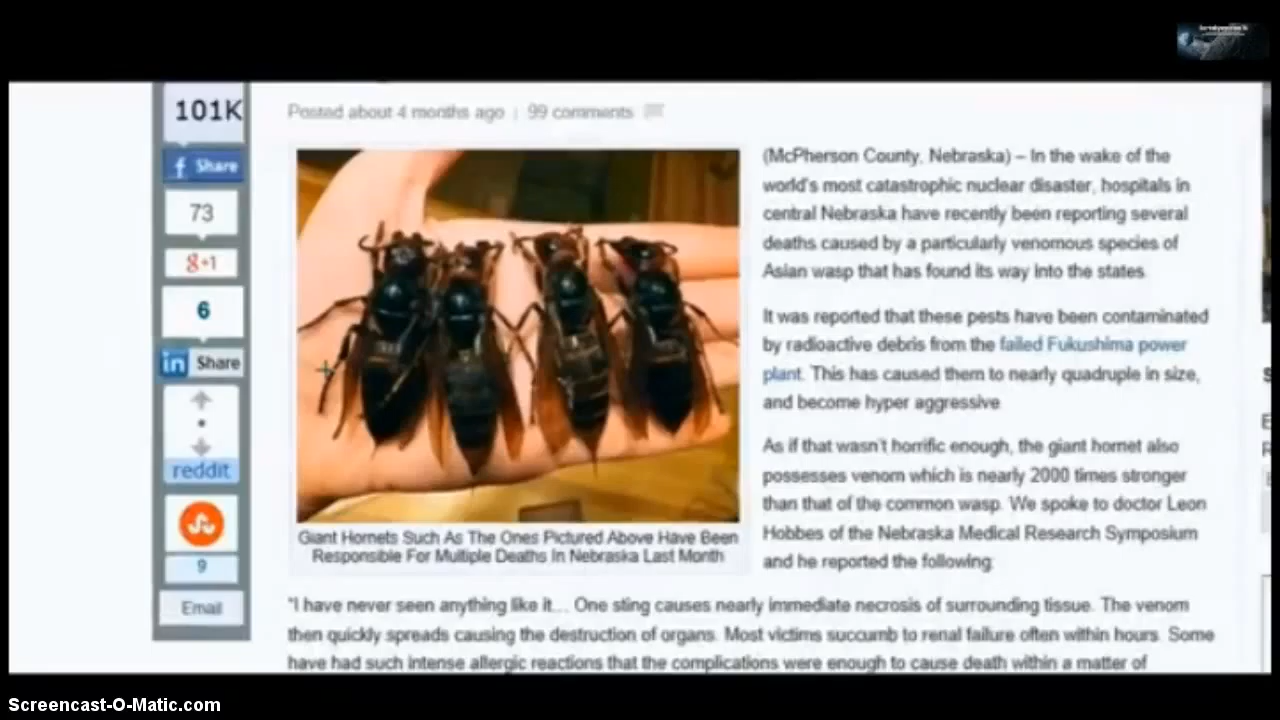 101K
Posted about 4 months ago | 99 comments
f Share
73
g+1
6
in Share
reddit
9
Email
Giant Hornets Such As The Ones Pictured Above Have Been
Responsible For Multiple Deaths In Nebraska Last Month
(McPherson County, Nebraska) – In the wake of the
world's most catastrophic nuclear disaster, hospitals in
central Nebraska have recently been reporting several
deaths caused by a particularly venomous species of
Asian wasp that has found its way into the states.
It was reported that these pests have been contaminated
by radioactive debris from the failed Fukushima power
plant. This has caused them to nearly quadruple in size,
and become hyper aggressive.
As if that wasn't horrific enough, the giant hornet also
possesses venom which is nearly 2000 times stronger
than that of the common wasp. We spoke to doctor Leon
Hobbes of the Nebraska Medical Research Symposium
and he reported the following:
"I have never seen anything like it... One sting causes nearly immediate necrosis of surrounding tissue. The venom
then quickly spreads causing the destruction of organs. Most victims succumb to renal failure often within hours. Some
have had such intense allergic reactions that the complications were enough to cause death within a matter of
Screencast-O-Matic.com